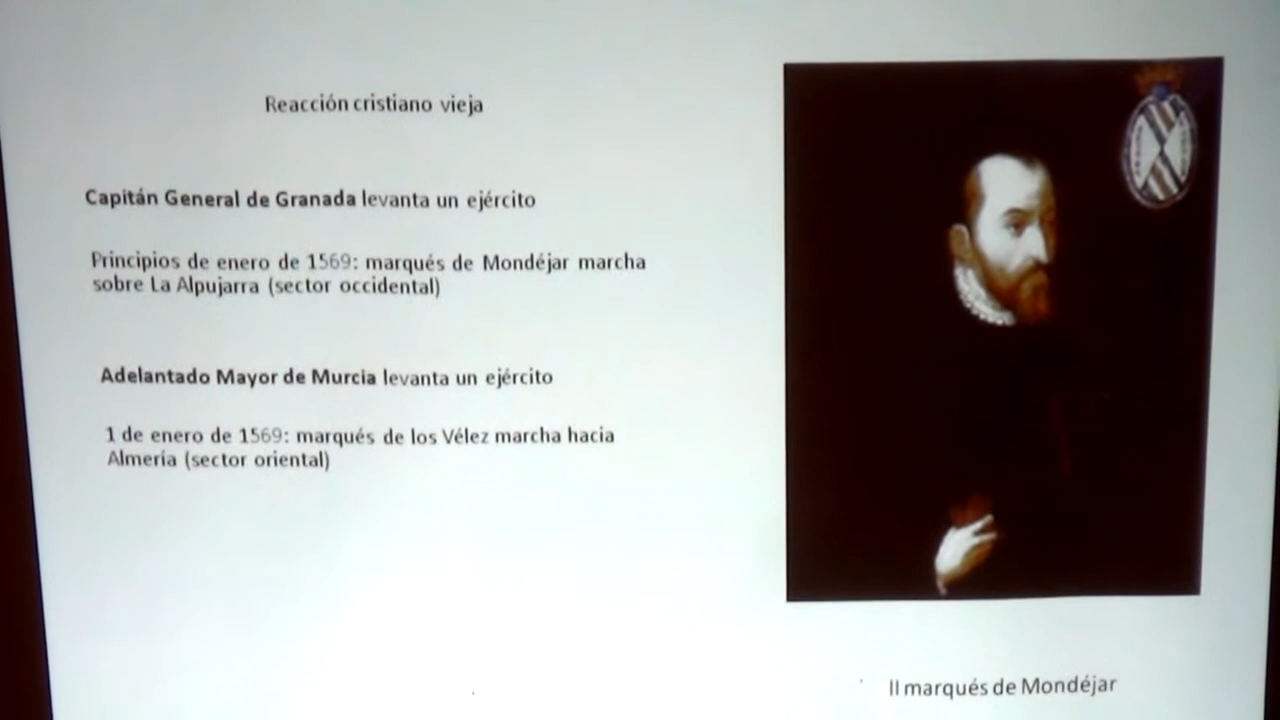 Reacción cristiano vieja
Capitán General de Granada levanta un ejército
Principios de enero de 1569: marqués de Mondéjar marcha
sobre La Alpujarra (sector occidental)
Adelantado Mayor de Murcia levanta un ejército
1 de enero de 1569: marqués de los Vélez marcha hacia
Almería (sector oriental)
II marqués de Mondéjar